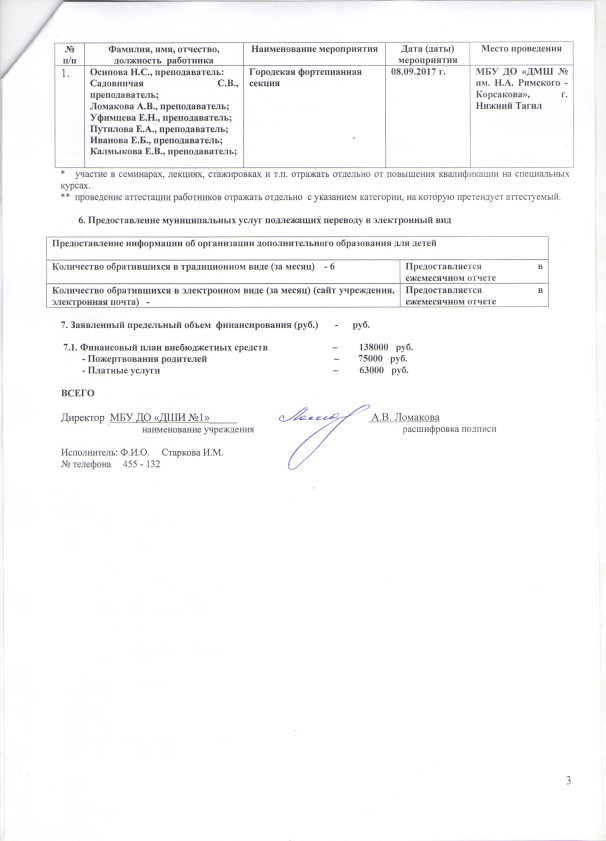 № п/п
Фамилия, имя, отчество, должность работника
Наименование мероприятия
Дата (даты) мероприятия
Место проведения
1.
Осипова Н.С., преподаватель:
Садовничая С.В.,
преподаватель;
Ломакова А.В., преподаватель;
Уфимцева Е.Н., преподаватель;
Путилова Е.А., преподаватель;
Иванова Е.Б., преподаватель;
Калмыкова Е.В., преподаватель;
Городская фортепианная
секция
08.09.2017 г.
МБУ ДО «ДМШ №
им. Н.А. Римского -
Корсакова», г.
Нижний Тагил
* участие в семинарах, лекциях, стажировках и т.п. отражать отдельно от повышения квалификации на специальных
курсах.
** проведение аттестации работников отражать отдельно с указанием категории, на которую претендует аттестуемый.
6. Предоставление муниципальных услуг подлежащих переводу в электронный вид
Предоставление информации об организации дополнительного образования для детей
Количество обратившихся в традиционном виде (за месяц) - 6
Предоставляется в
ежемесячном отчете
Количество обратившихся в электронном виде (за месяц) (сайт учреждения,
электронная почта) -
Предоставляется в
ежемесячном отчете
7. Заявленный предельный объем финансирования (руб.) - руб.
7.1. Финансовый план внебюджетных средств – 138000 руб.
- Пожертвования родителей – 75000 руб.
- Платные услуги – 63000 руб.
ВСЕГО
Директор МБУ ДО «ДШИ №1» А.В. Ломакова
наименование учреждения расшифровка подписи
Исполнитель: Ф.И.О. Старкова И.М.
№ телефона 455 - 132
3